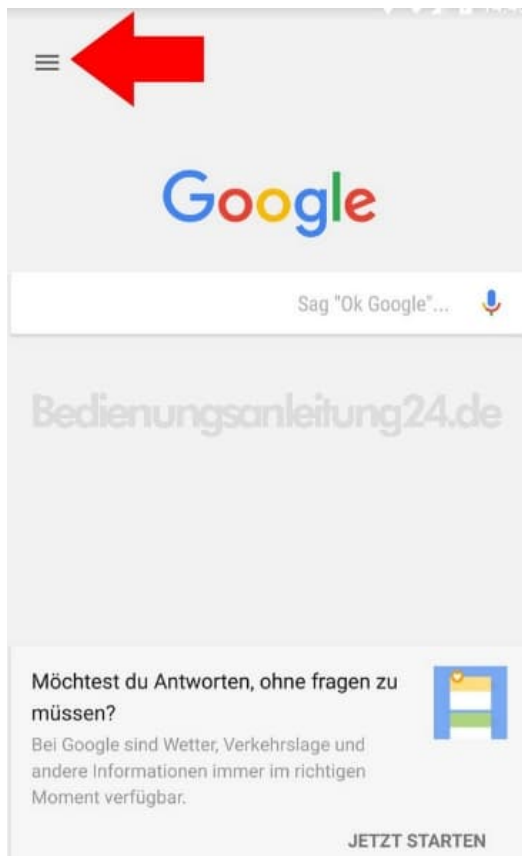 Google
Sag "Ok Google"...
Bedienungsanleitung24.de
Möchtest du Antworten, ohne fragen zu
müssen?
Bei Google sind Wetter, Verkehrslage und
andere Informationen immer im richtigen
Moment verfügbar.
JETZT STARTEN